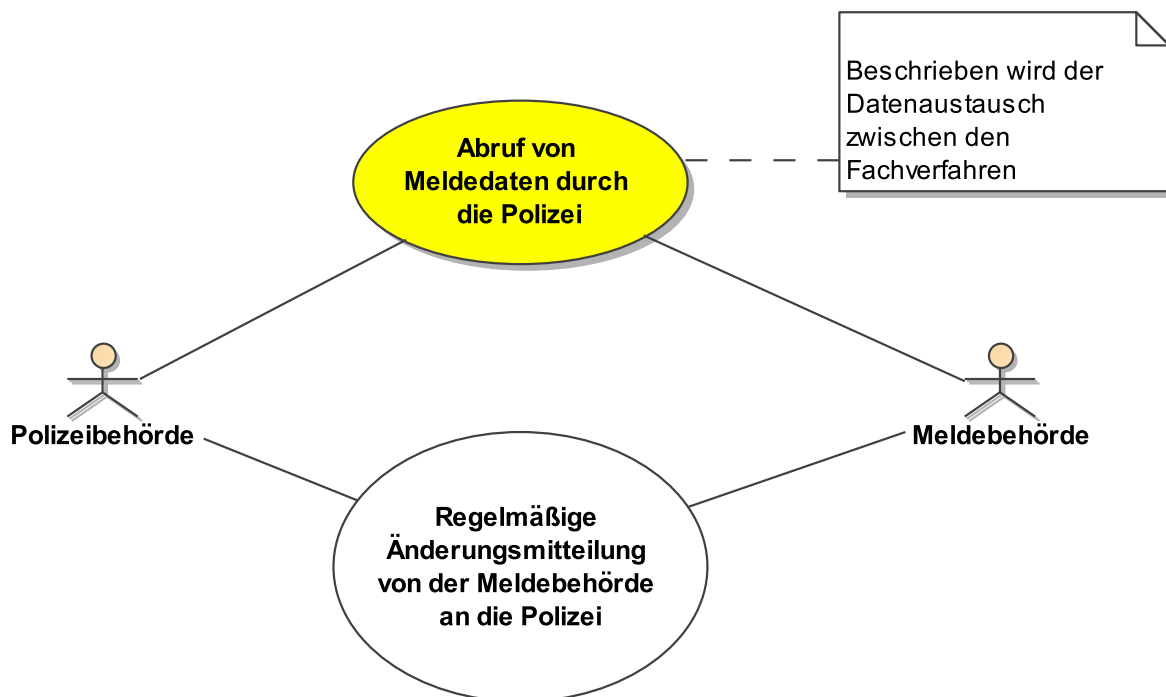 Beschrieben wird der
Datenaustausch
zwischen den
Fachverfahren
Abruf von
Meldedaten durch
die Polizei
Polizeibehörde
Meldebehörde
Regelmäßige
Änderungsmitteilung
von der Meldebehörde
an die Polizei